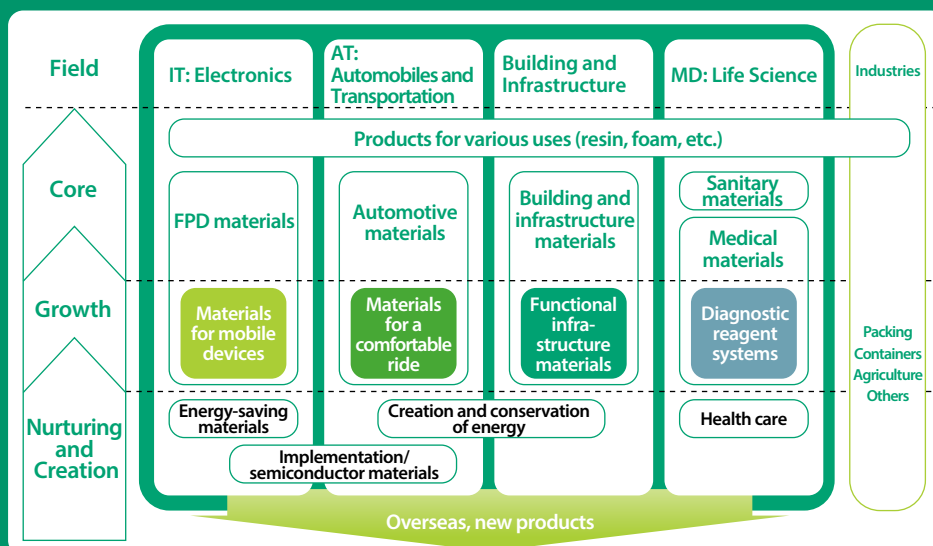 Field
IT: Electronics
AT:
Automobiles and
Transportation
Building and
Infrastructure
MD: Life Science
Industries
Products for various uses (resin, foam, etc.)
Core
FPD materials
Automotive
materials
Building and
infrastructure
materials
Sanitary
materials
Medical
materials
Growth
Materials
for mobile
devices
Materials
for a
comfortable
ride
Functional
infra-
structure
materials
Diagnostic
reagent
systems
Packing
Containers
Agriculture
Others
Nurturing
and
Creation
Energy-saving
materials
Creation and conservation
of energy
Health care
Implementation/
semiconductor materials
Overseas, new products